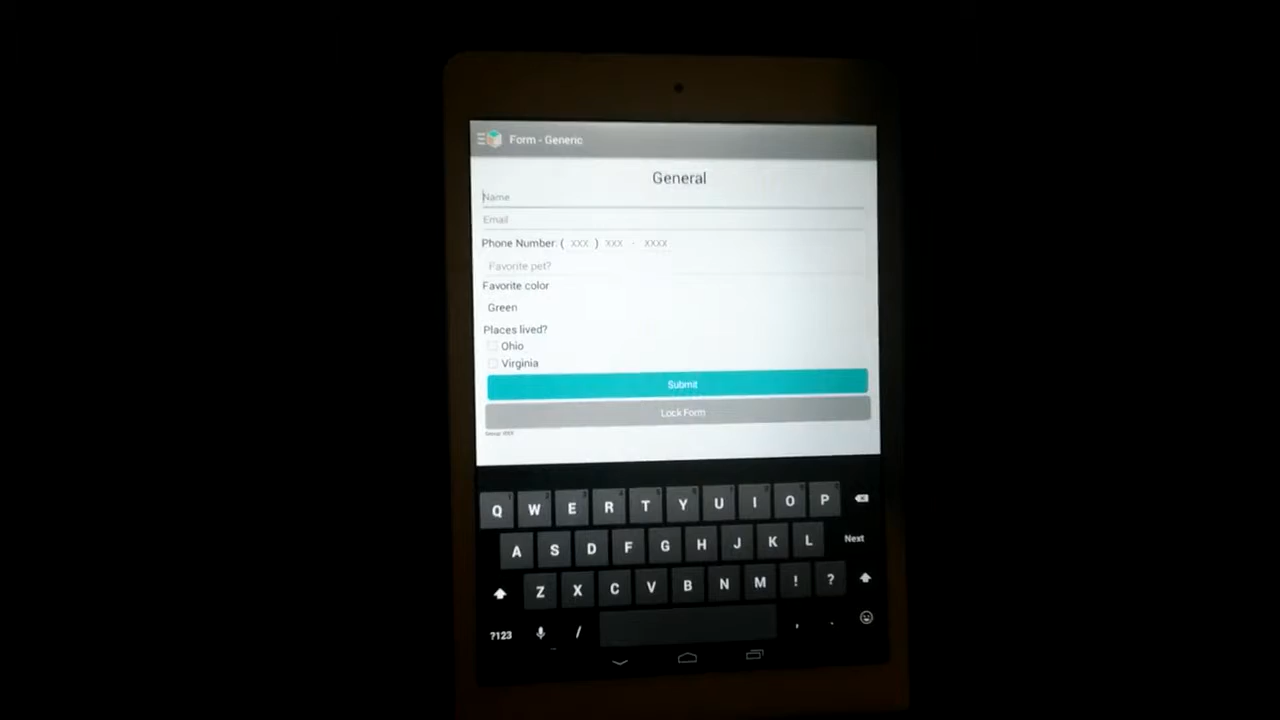 Form - Generic
General
Name
Email
Phone Number: ( XXX ) XXX - XXXX
Favorite pet?
Favorite color
Green
Places lived?
Ohio
Virginia
Submit
Lock Form
Q W E R T Y U I O P
A S D F G H J K L Next
Z X C V B N M ! ?
?123 / , .